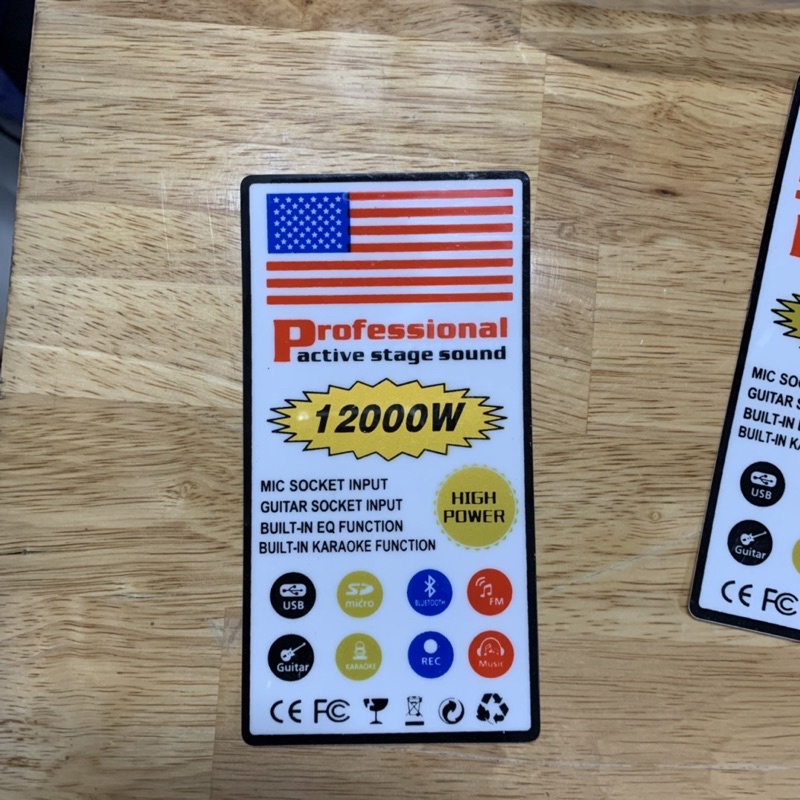 Professional
active stage sound
12000W
MIC SOCKET INPUT
GUITAR SOCKET INPUT
BUILT-IN EQ FUNCTION
BUILT-IN KARAOKE FUNCTION
HIGH
POWER
USB
SD
micro
BLUETOOTH
FM
Guitar
KARAOKE
REC
Music
CE FC
MIC
GUITAR
BUILT-IN
BUILT-IN
USB
Guitar
CE FC